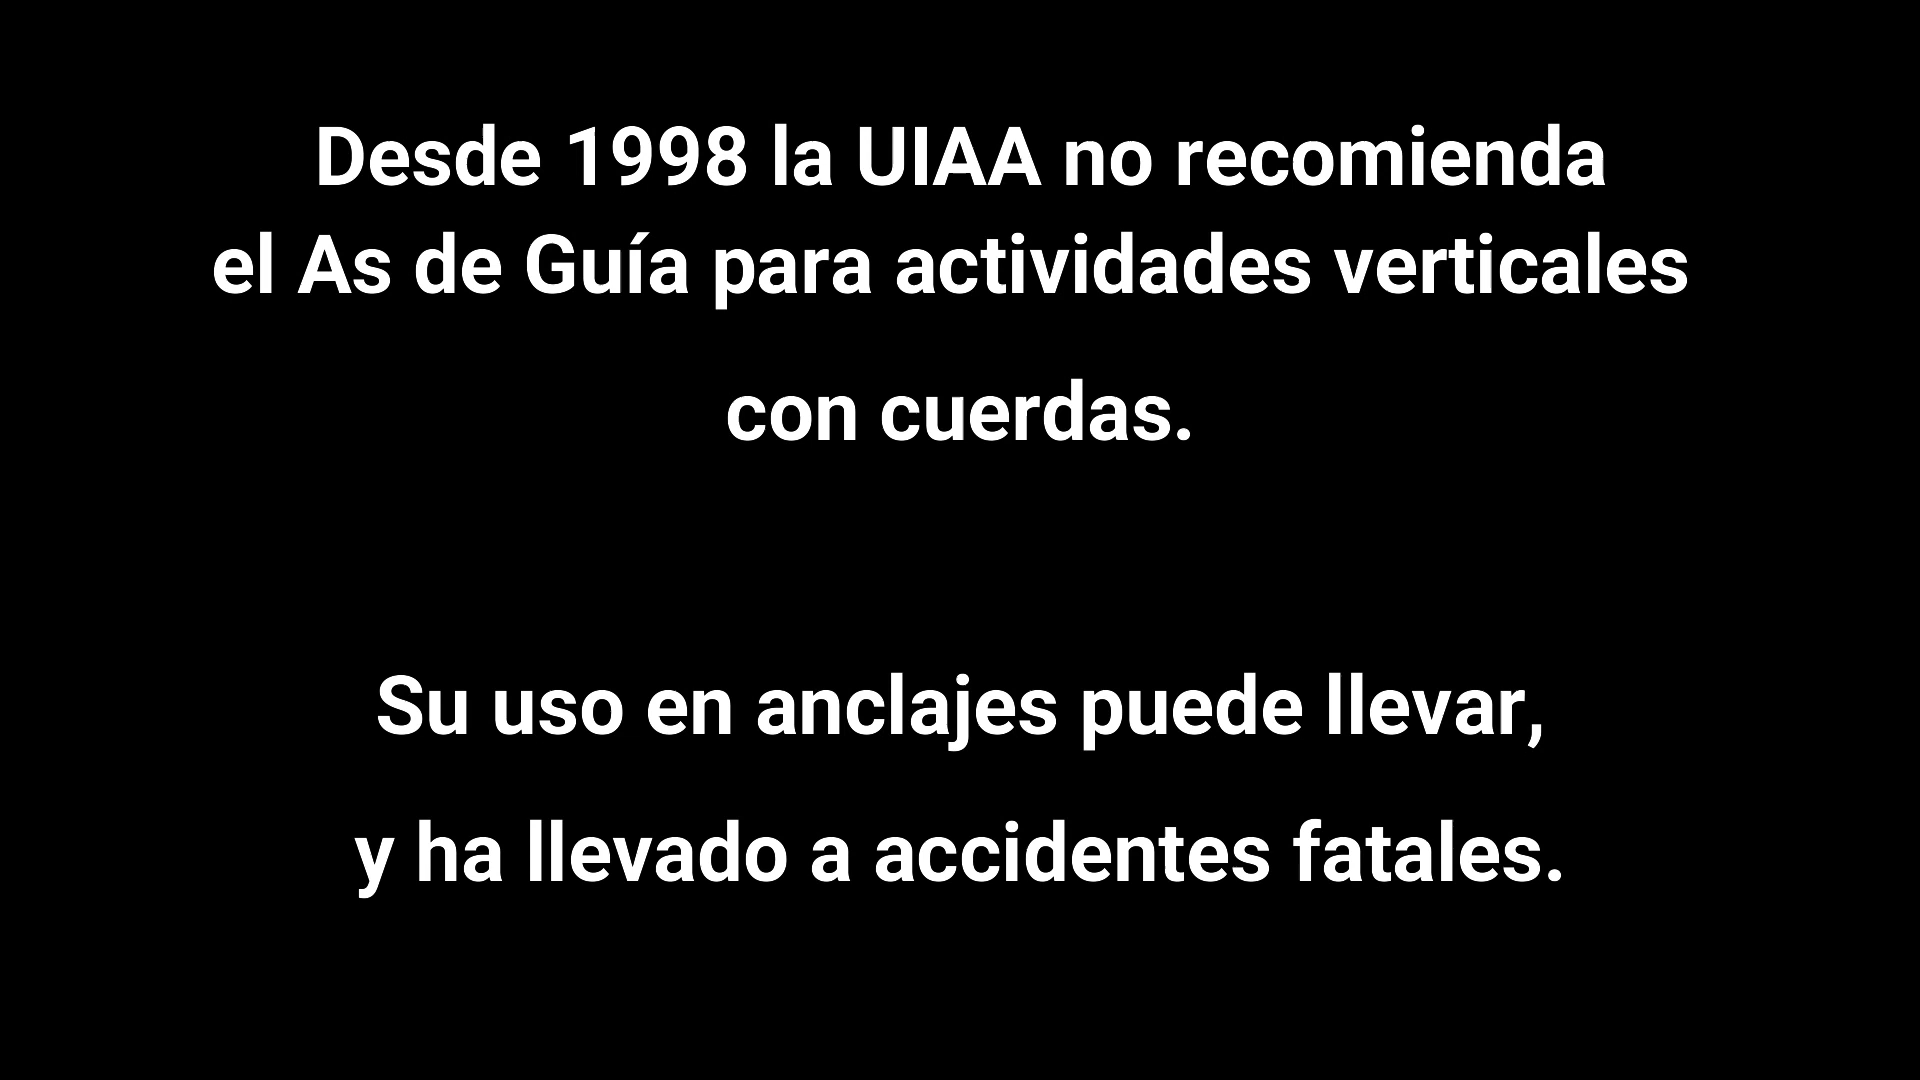 Desde 1998 la UIAA no recomienda
el As de Guía para actividades verticales
con cuerdas.
Su uso en anclajes puede llevar,
y ha llevado a accidentes fatales.